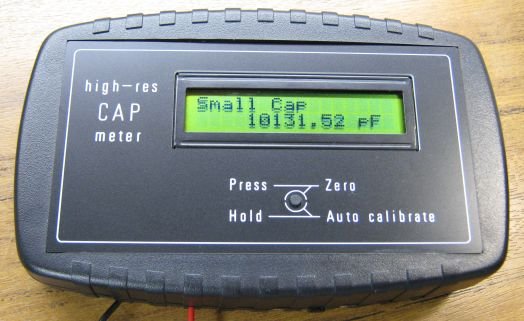 high-res
CAP
meter
Small Cap
10131.52 pF
Press Zero
Hold Auto calibrate